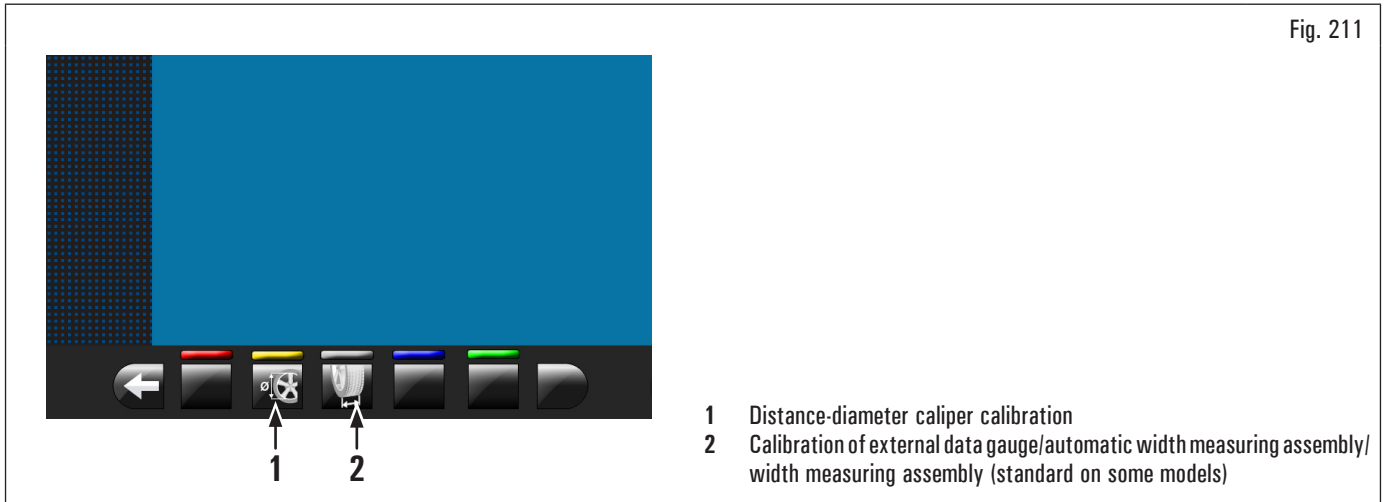 Fig. 211
ø
1 2
1 Distance-diameter caliper calibration
2 Calibration of external data gauge/automatic width measuring assembly/
width measuring assembly (standard on some models)